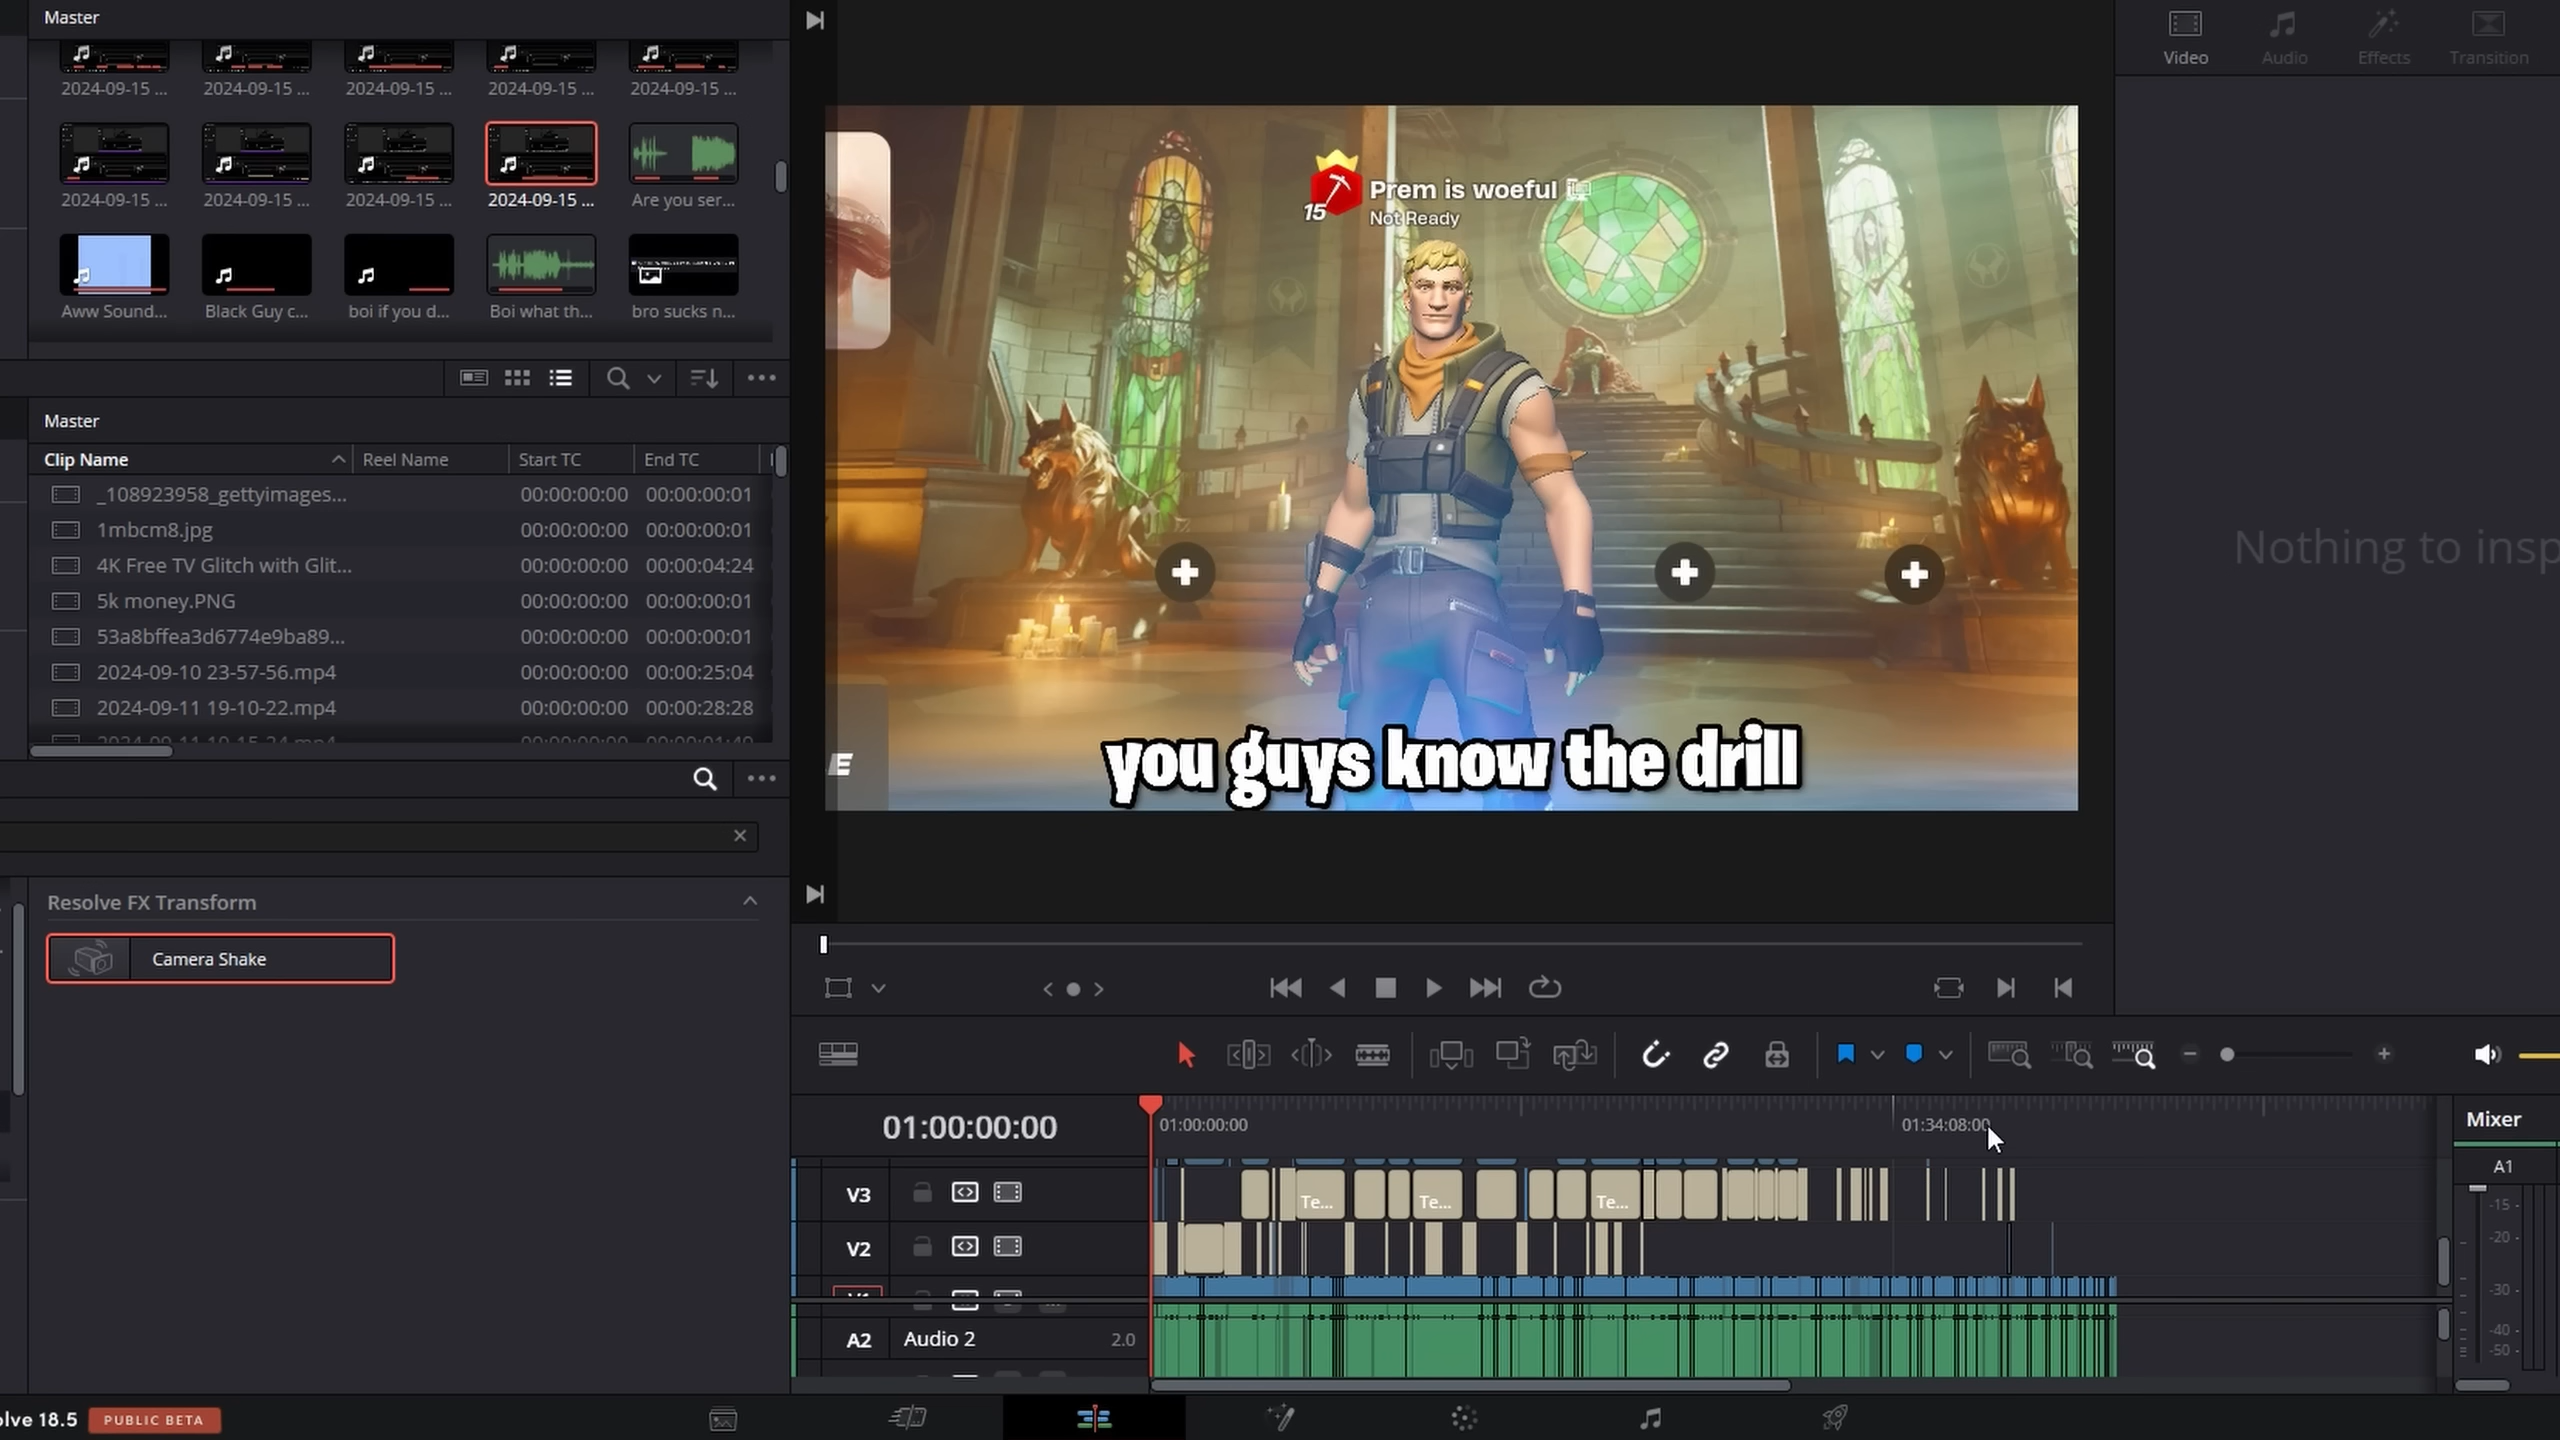 Master
Video
Audio
Effects
Transition
2024-09-15 ...
2024-09-15 ...
2024-09-15 ...
2024-09-15 ...
2024-09-15 ...
2024-09-15 ...
2024-09-15 ...
2024-09-15 ...
2024-09-15 ...
Are you ser...
Aww Sound...
Black Guy c...
boi if you d...
Boi what th...
bro sucks n...
Prem is woeful
Not Ready
15
Master
Clip Name
Reel Name
Start TC
End TC
_108923958_gettyimages...
00:00:00:00
00:00:00:01
1mbcm8.jpg
00:00:00:00
00:00:00:01
4K Free TV Glitch with Glit...
00:00:00:00
00:00:04:24
5k money.PNG
00:00:00:00
00:00:00:01
53a8bffea3d6774e9ba89...
00:00:00:00
00:00:00:01
2024-09-10 23-57-56.mp4
00:00:00:00
00:00:25:04
2024-09-11 19-10-22.mp4
00:00:00:00
00:00:28:28
Nothing to insp
E
you guys know the drill
Resolve FX Transform
Camera Shake
01:00:00:00
01:00:00:00
01:34:08:00
Mixer
A1
V3
Te...
Te...
Te...
V2
A2
Audio 2
2.0
-15
-20
-30
-40
-50
olve 18.5
PUBLIC BETA